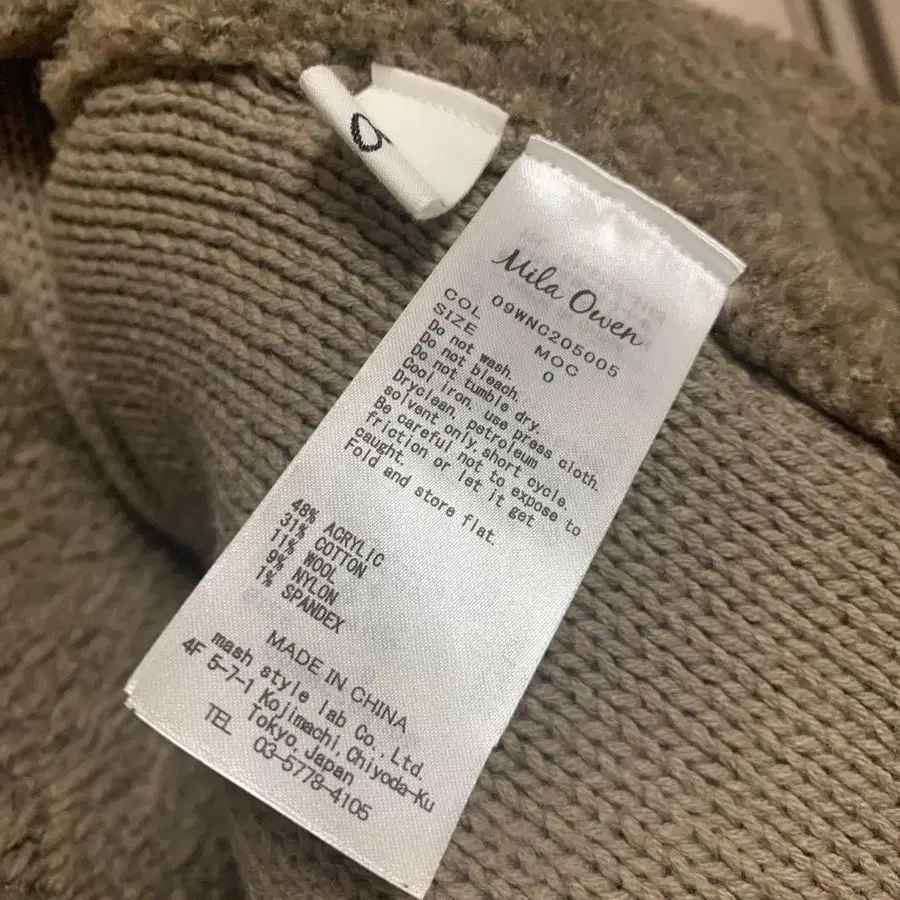 Mila Owen
09WNC205005
COL MOC
SIZE 0
Do not wash.
Do not bleach.
Do not tumble dry.
Cool iron, use press cloth.
Dryclean, petroleum
solvent only, short cycle.
Be careful not to expose to
friction or let it get
caught.
Fold and store flat.
48% ACRYLIC
31% COTTON
11% WOOL
9% NYLON
1% SPANDEX
MADE IN CHINA
mash style lab Co.,Ltd.
4F 5-7-1 Kojimachi,Chiyoda-Ku
Tokyo,Japan
TEL 03-5778-4105